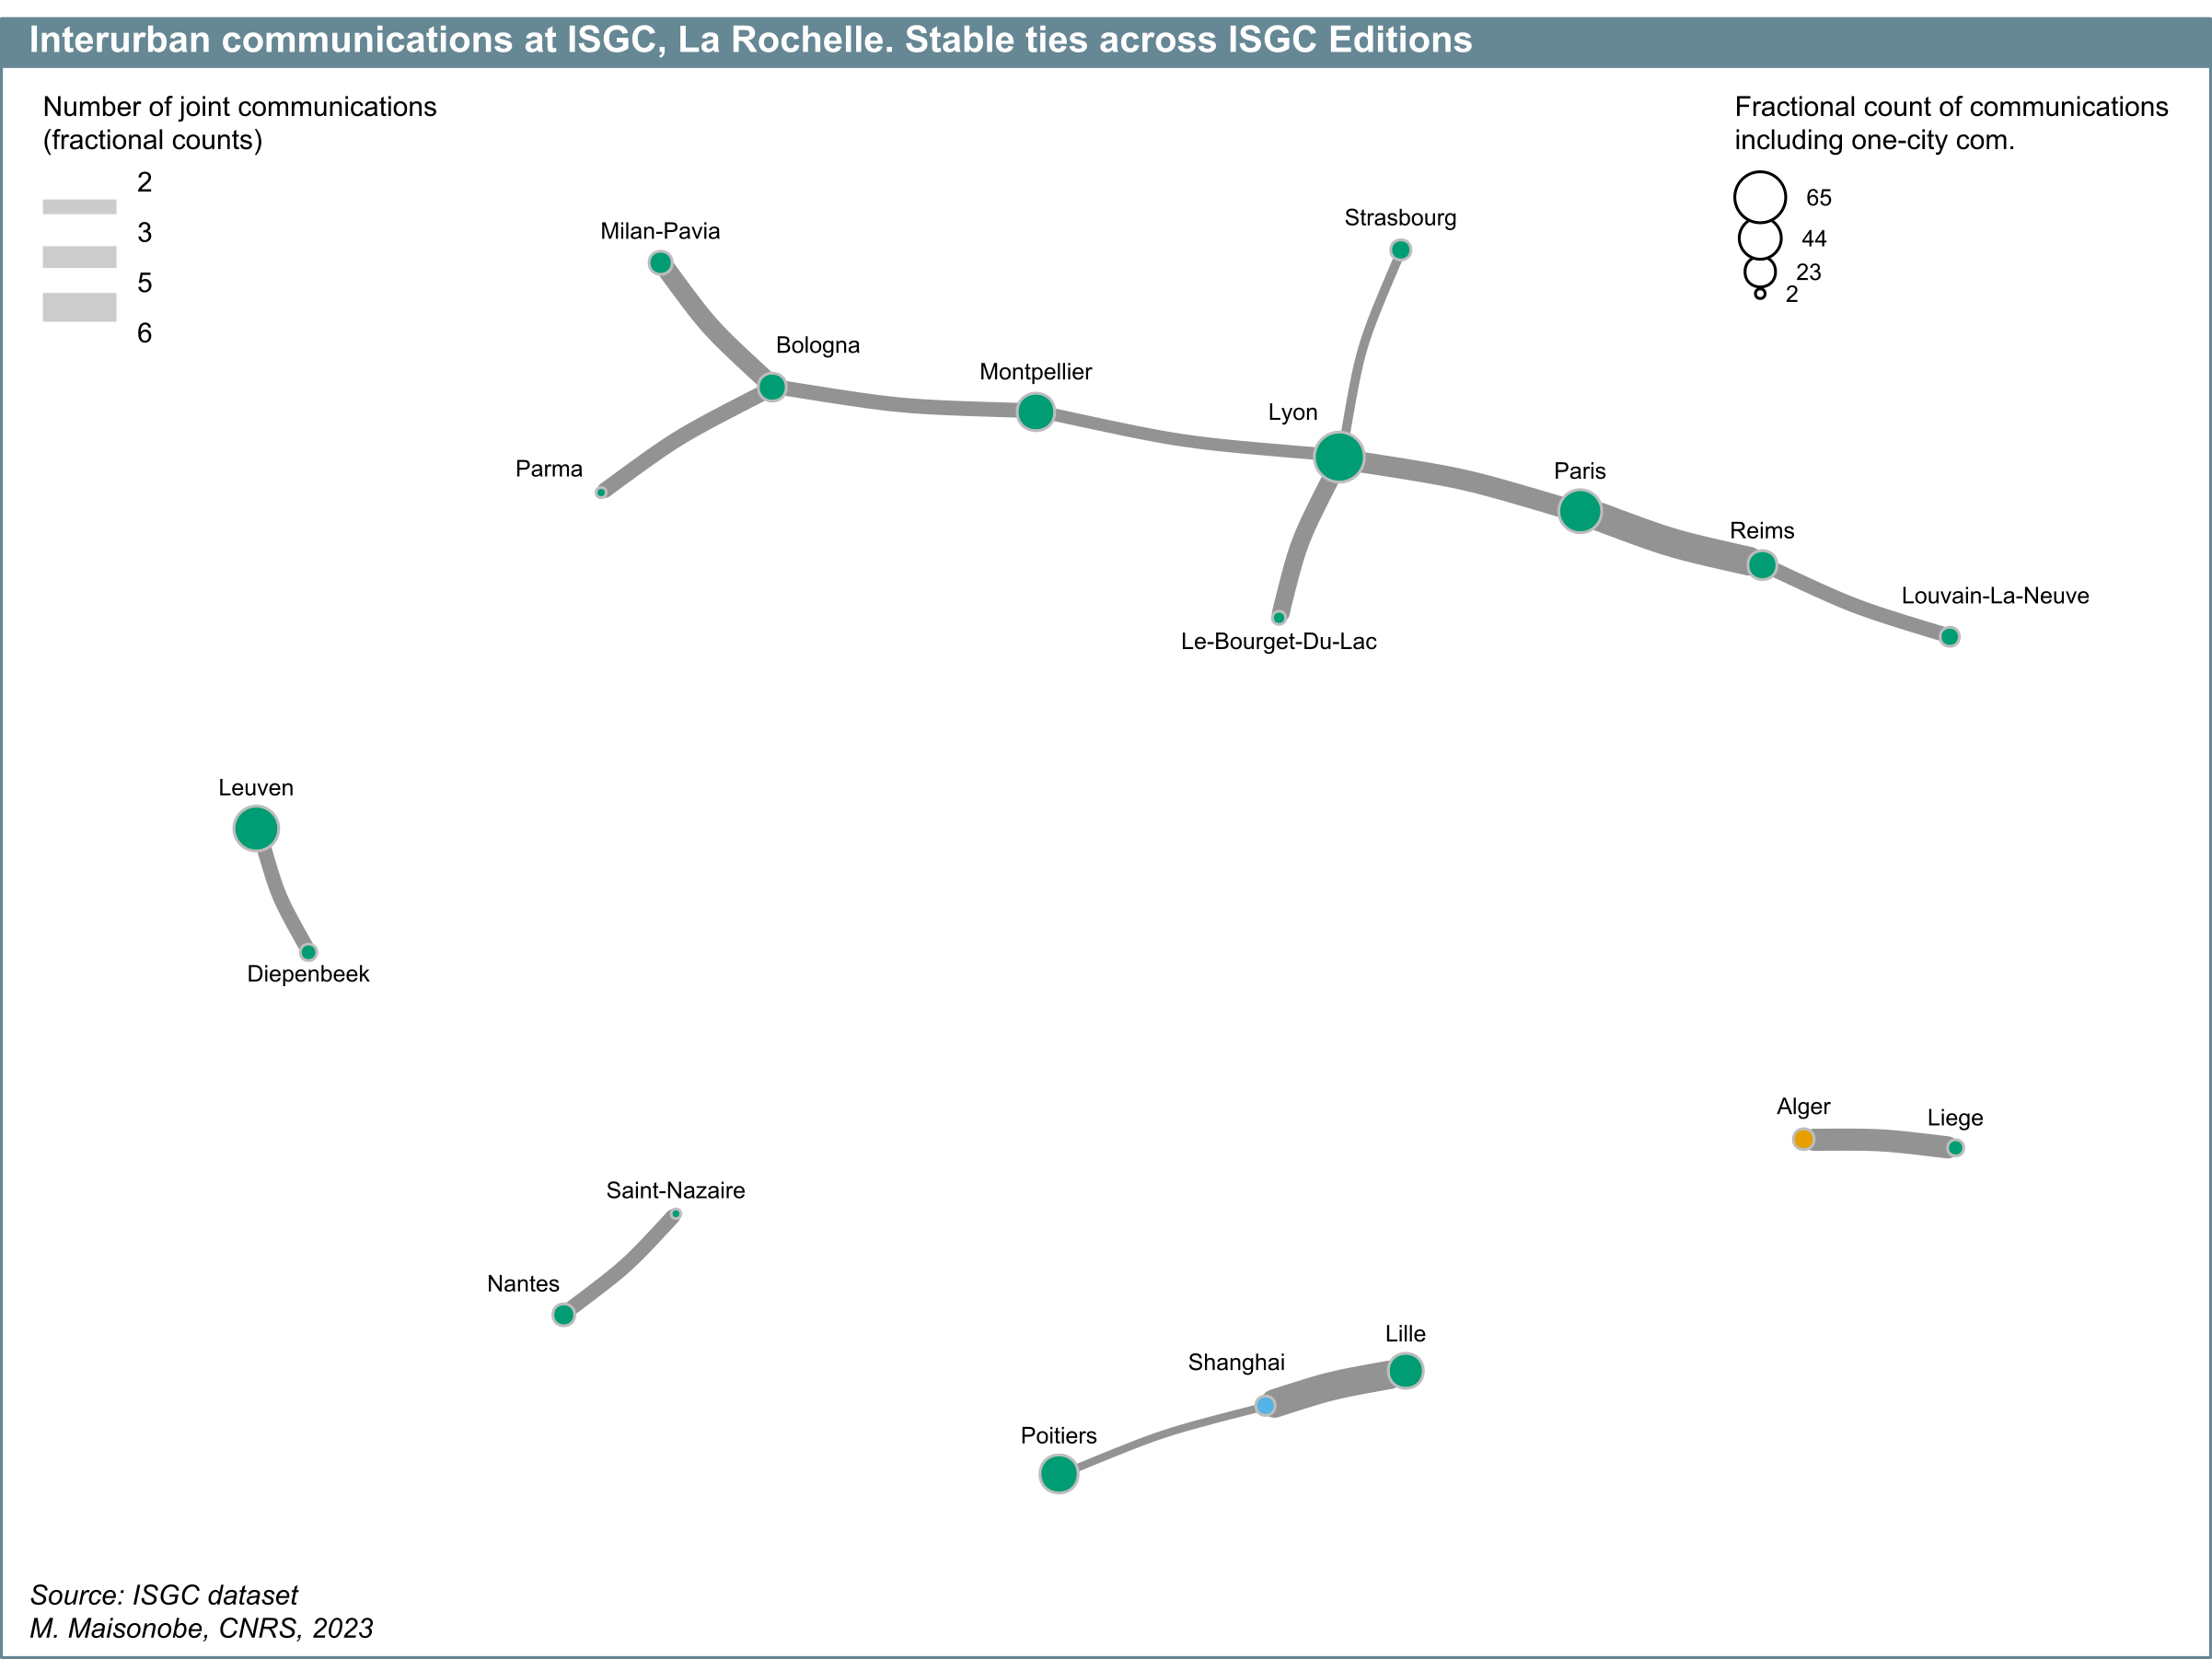 Interurban communications at ISGC, La Rochelle. Stable ties across ISGC Editions
Number of joint communications
(fractional counts)
2
3
5
6
Fractional count of communications
including one-city com.
65
44
23
2
Strasbourg
Milan-Pavia
Bologna
Montpellier
Lyon
Parma
Paris
Reims
Louvain-La-Neuve
Le-Bourget-Du-Lac
Leuven
Diepenbeek
Alger
Liege
Saint-Nazaire
Nantes
Lille
Shanghai
Poitiers
Source: ISGC dataset
M. Maisonobe, CNRS, 2023